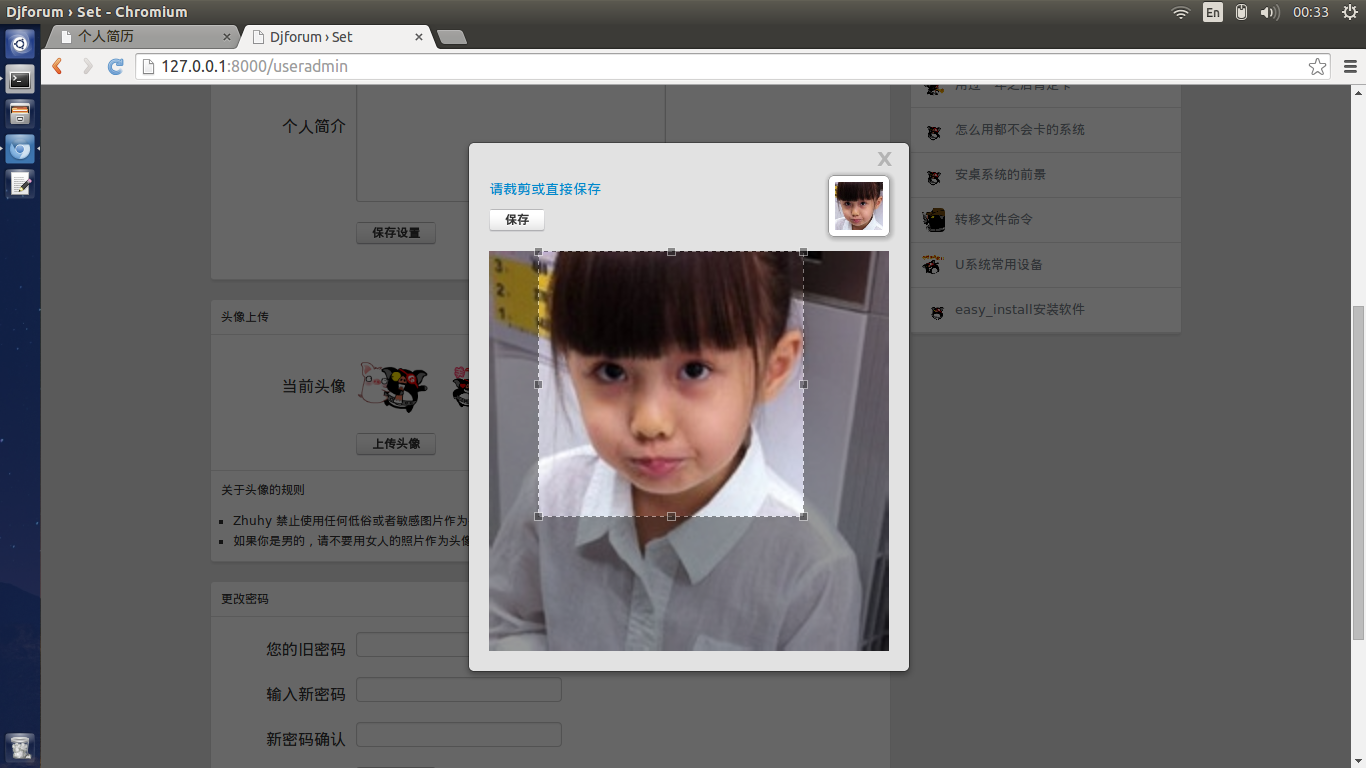 Djforum › Set - Chromium
En
00:33
个人简历
Djforum › Set
127.0.0.1:8000/useradmin
个人简介
保存设置
头像上传
当前头像
上传头像
关于头像的规则
Zhuhy 禁止使用任何低俗或者敏感图片作为
如果你是男的，请不要用女人的照片作为头像
更改密码
您的旧密码
输入新密码
新密码确认
X
请裁剪或直接保存
保存
3.
2.
1.
怎么用都不会卡的系统
安桌系统的前景
转移文件命令
U系统常用设备
easy_install安装软件